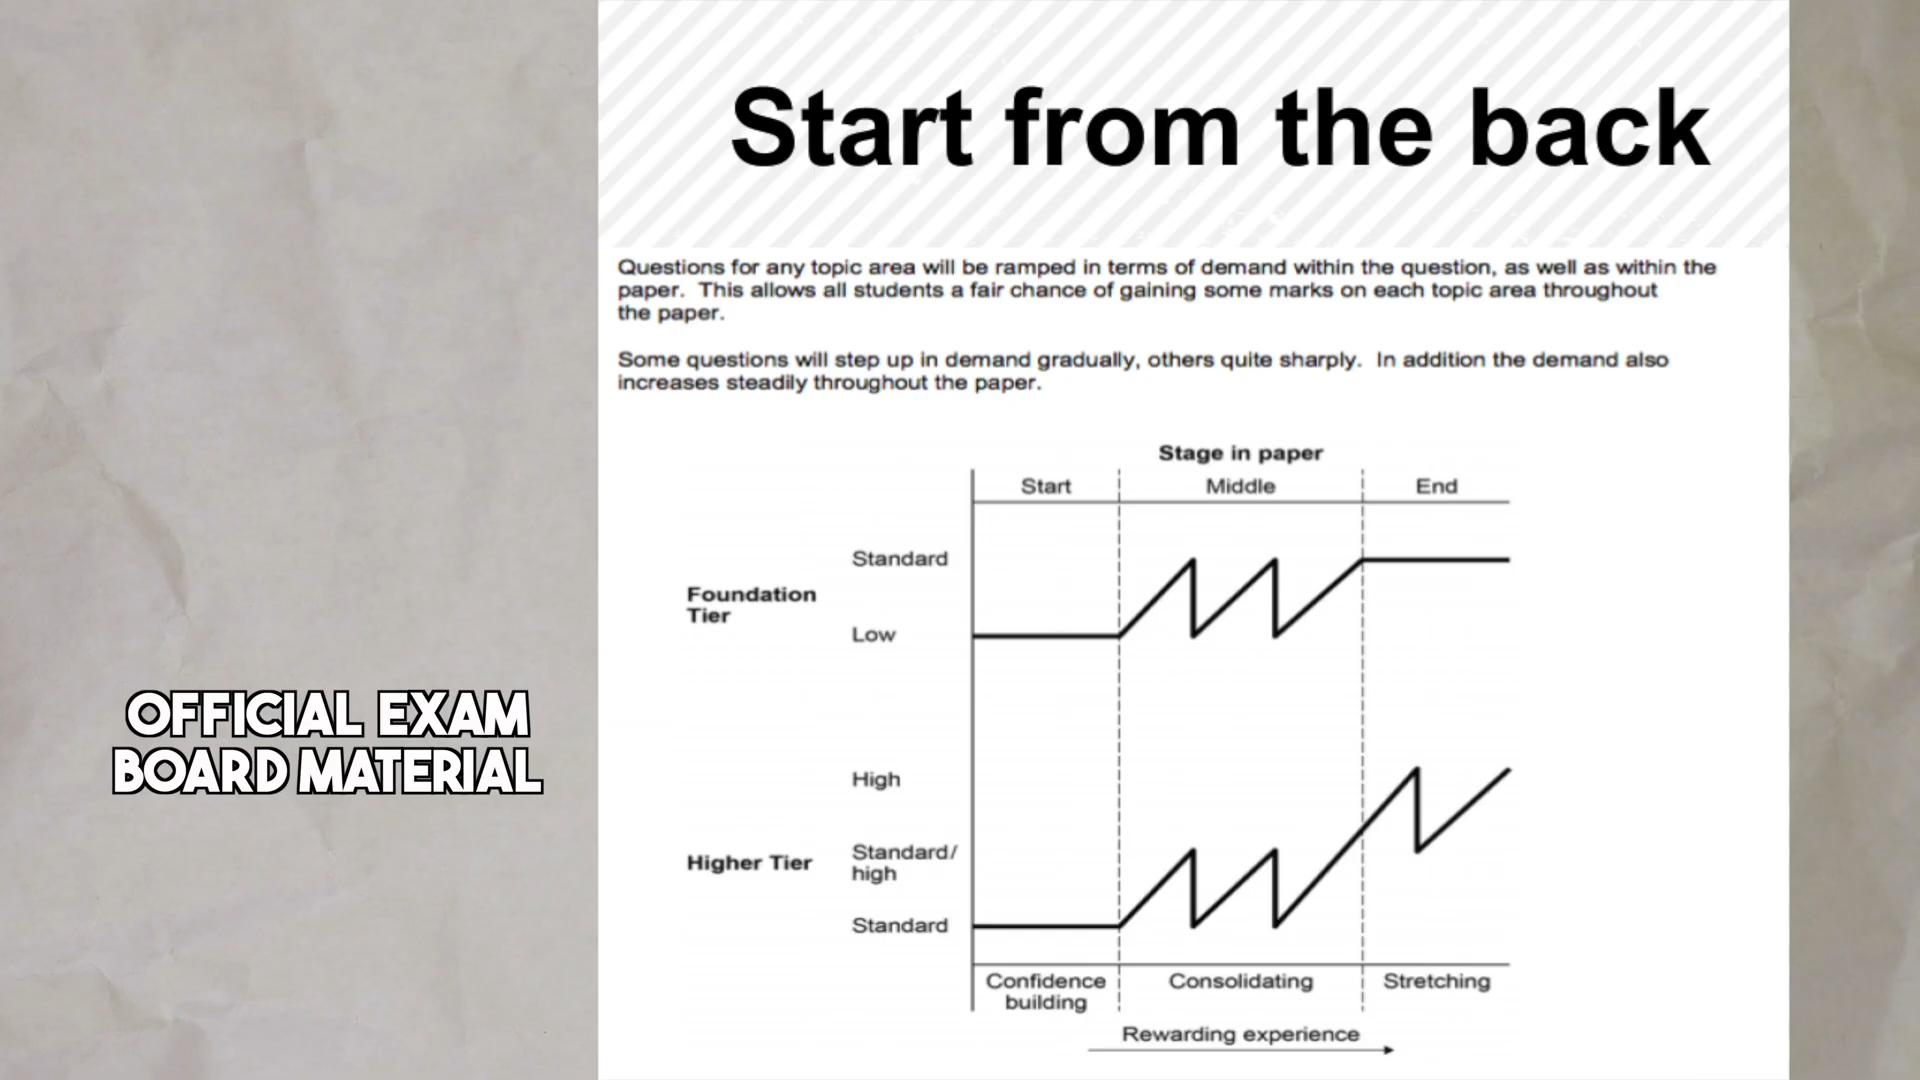 Start from the back
Questions for any topic area will be ramped in terms of demand within the question, as well as within the
paper. This allows all students a fair chance of gaining some marks on each topic area throughout
the paper.
Some questions will step up in demand gradually, others quite sharply. In addition the demand also
increases steadily throughout the paper.
Stage in paper
Start Middle End
Standard
Foundation
Tier
Low
OFFICIAL EXAM
BOARD MATERIAL
High
Higher Tier
Standard/
high
Standard
Confidence
building
Consolidating
Stretching
Rewarding experience